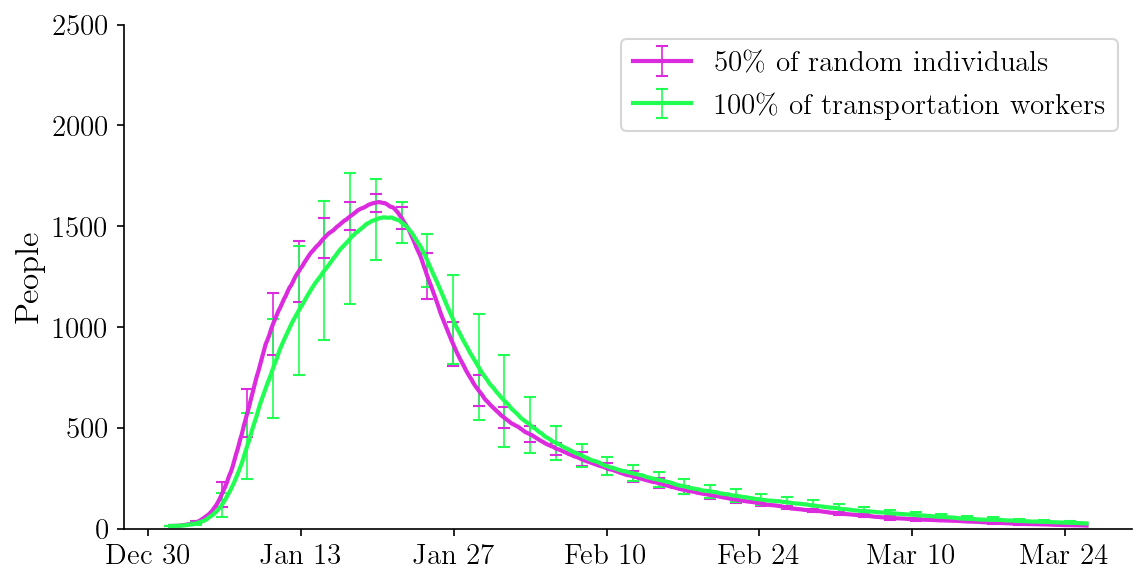 2500
2000
1500
1000
500
0
People
50% of random individuals
100% of transportation workers
Dec 30 Jan 13 Jan 27 Feb 10 Feb 24 Mar 10 Mar 24